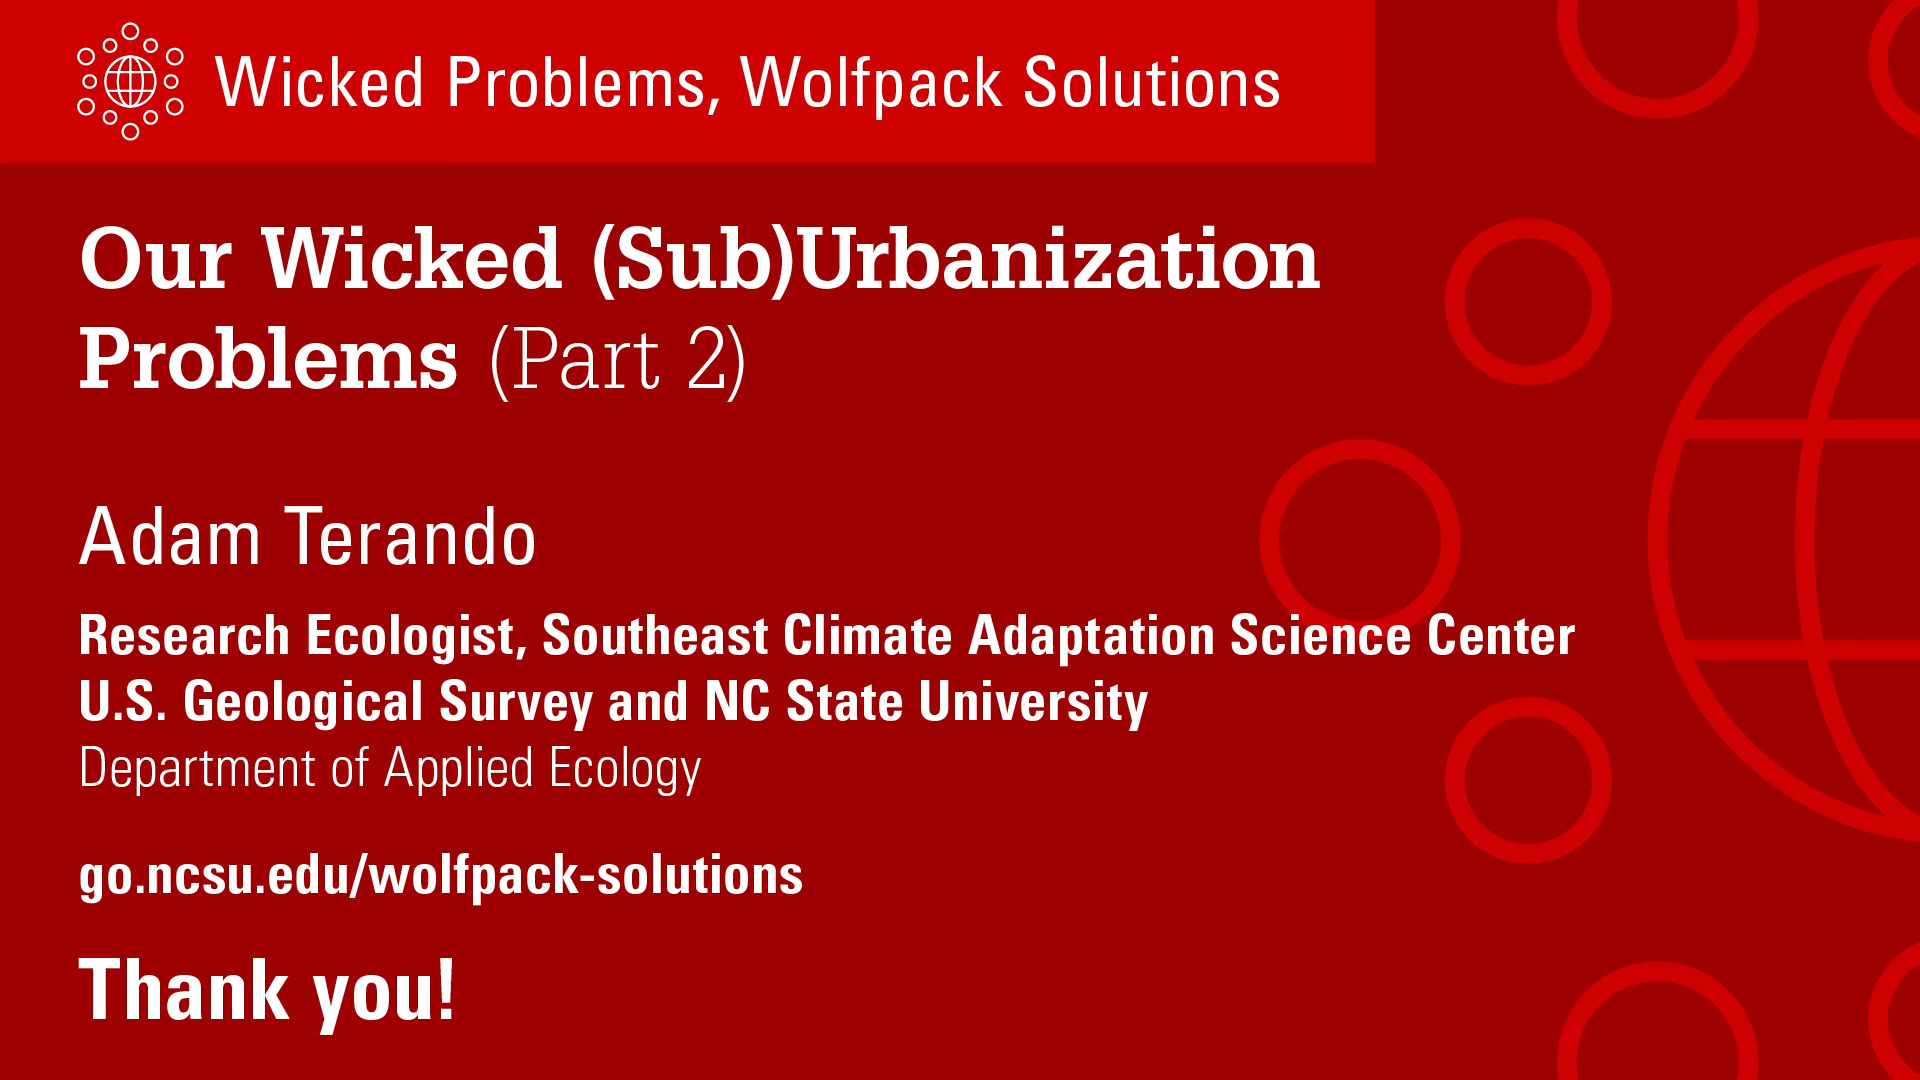 Wicked Problems, Wolfpack Solutions
Our Wicked (Sub)Urbanization
Problems (Part 2)
Adam Terando
Research Ecologist, Southeast Climate Adaptation Science Center
U.S. Geological Survey and NC State University
Department of Applied Ecology
go.ncsu.edu/wolfpack-solutions
Thank you!